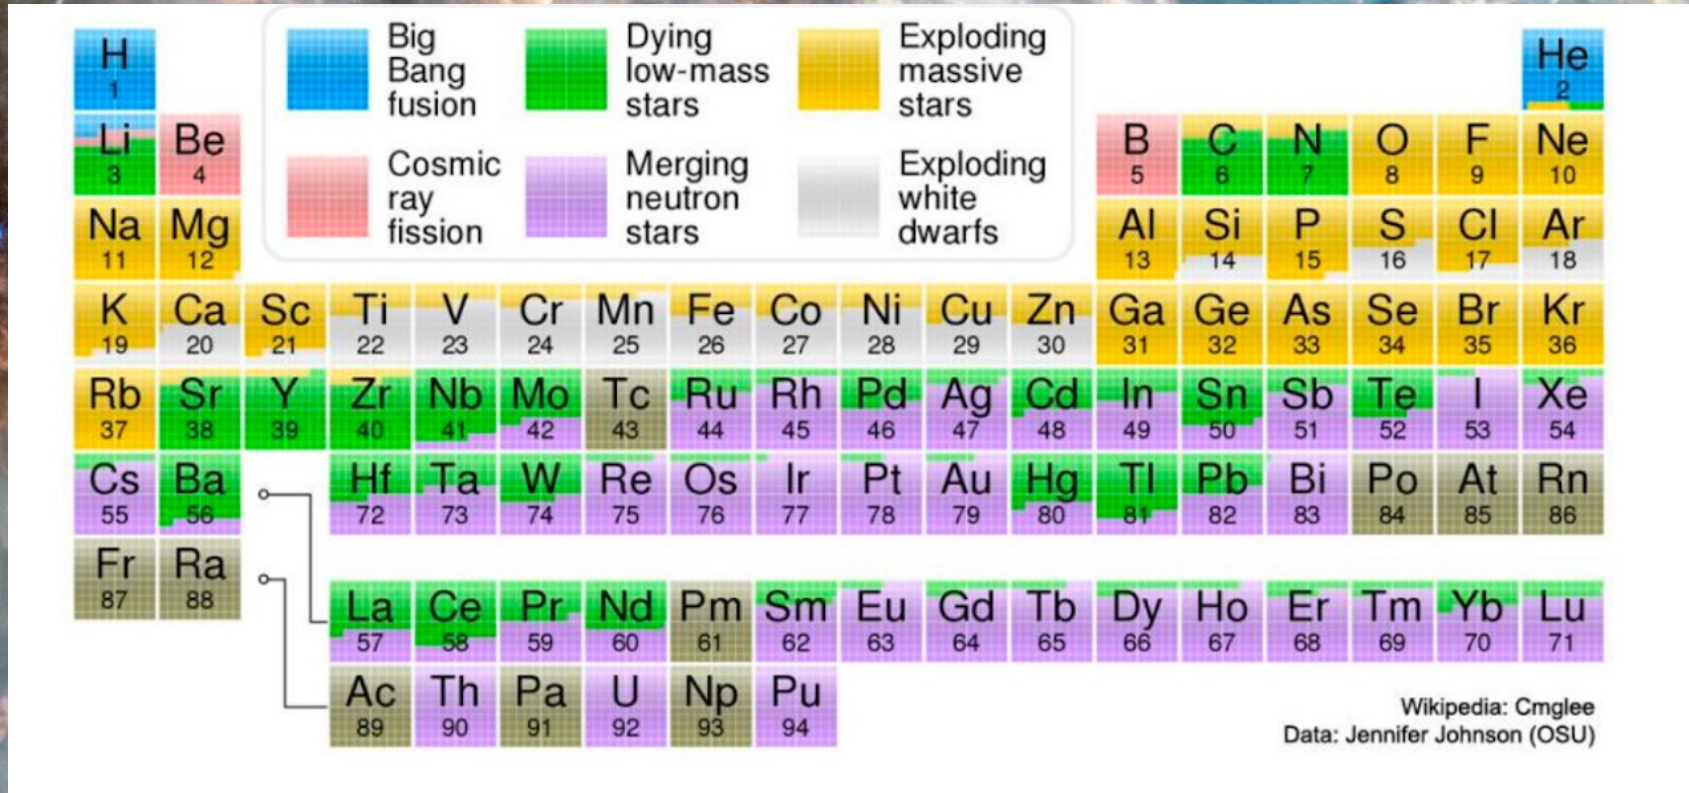 H
1
Big
Bang
fusion
Dying
low-mass
stars
Exploding
massive
stars
He
2
Li
3
Be
4
Cosmic
ray
fission
Merging
neutron
stars
Exploding
white
dwarfs
B
5
C
6
N
7
O
8
F
9
Ne
10
Na
11
Mg
12
Al
13
Si
14
P
15
S
16
Cl
17
Ar
18
K
19
Ca
20
Sc
21
Ti
22
V
23
Cr
24
Mn
25
Fe
26
Co
27
Ni
28
Cu
29
Zn
30
Ga
31
Ge
32
As
33
Se
34
Br
35
Kr
36
Rb
37
Sr
38
Y
39
Zr
40
Nb
41
Mo
42
Tc
43
Ru
44
Rh
45
Pd
46
Ag
47
Cd
48
In
49
Sn
50
Sb
51
Te
52
I
53
Xe
54
Cs
55
Ba
56
Hf
72
Ta
73
W
74
Re
75
Os
76
Ir
77
Pt
78
Au
79
Hg
80
Tl
81
Pb
82
Bi
83
Po
84
At
85
Rn
86
Fr
87
Ra
88
La
57
Ce
58
Pr
59
Nd
60
Pm
61
Sm
62
Eu
63
Gd
64
Tb
65
Dy
66
Ho
67
Er
68
Tm
69
Yb
70
Lu
71
Ac
89
Th
90
Pa
91
U
92
Np
93
Pu
94
Wikipedia: Cmglee
Data: Jennifer Johnson (OSU)